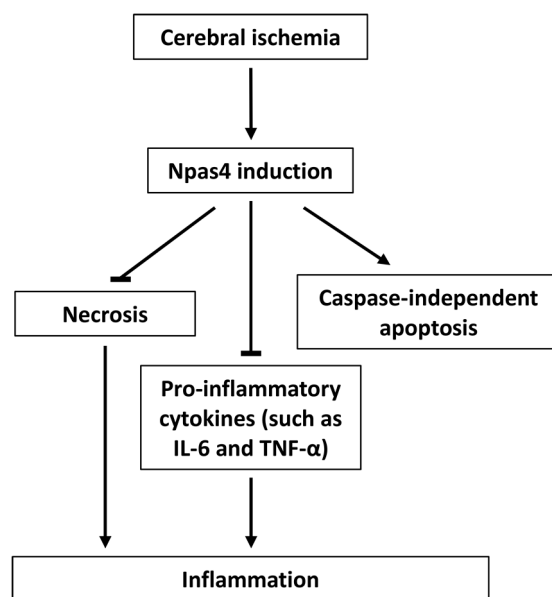 Cerebral ischemia
Npas4 induction
Necrosis
Caspase-independent
apoptosis
Pro-inflammatory
cytokines (such as
IL-6 and TNF-α)
Inflammation